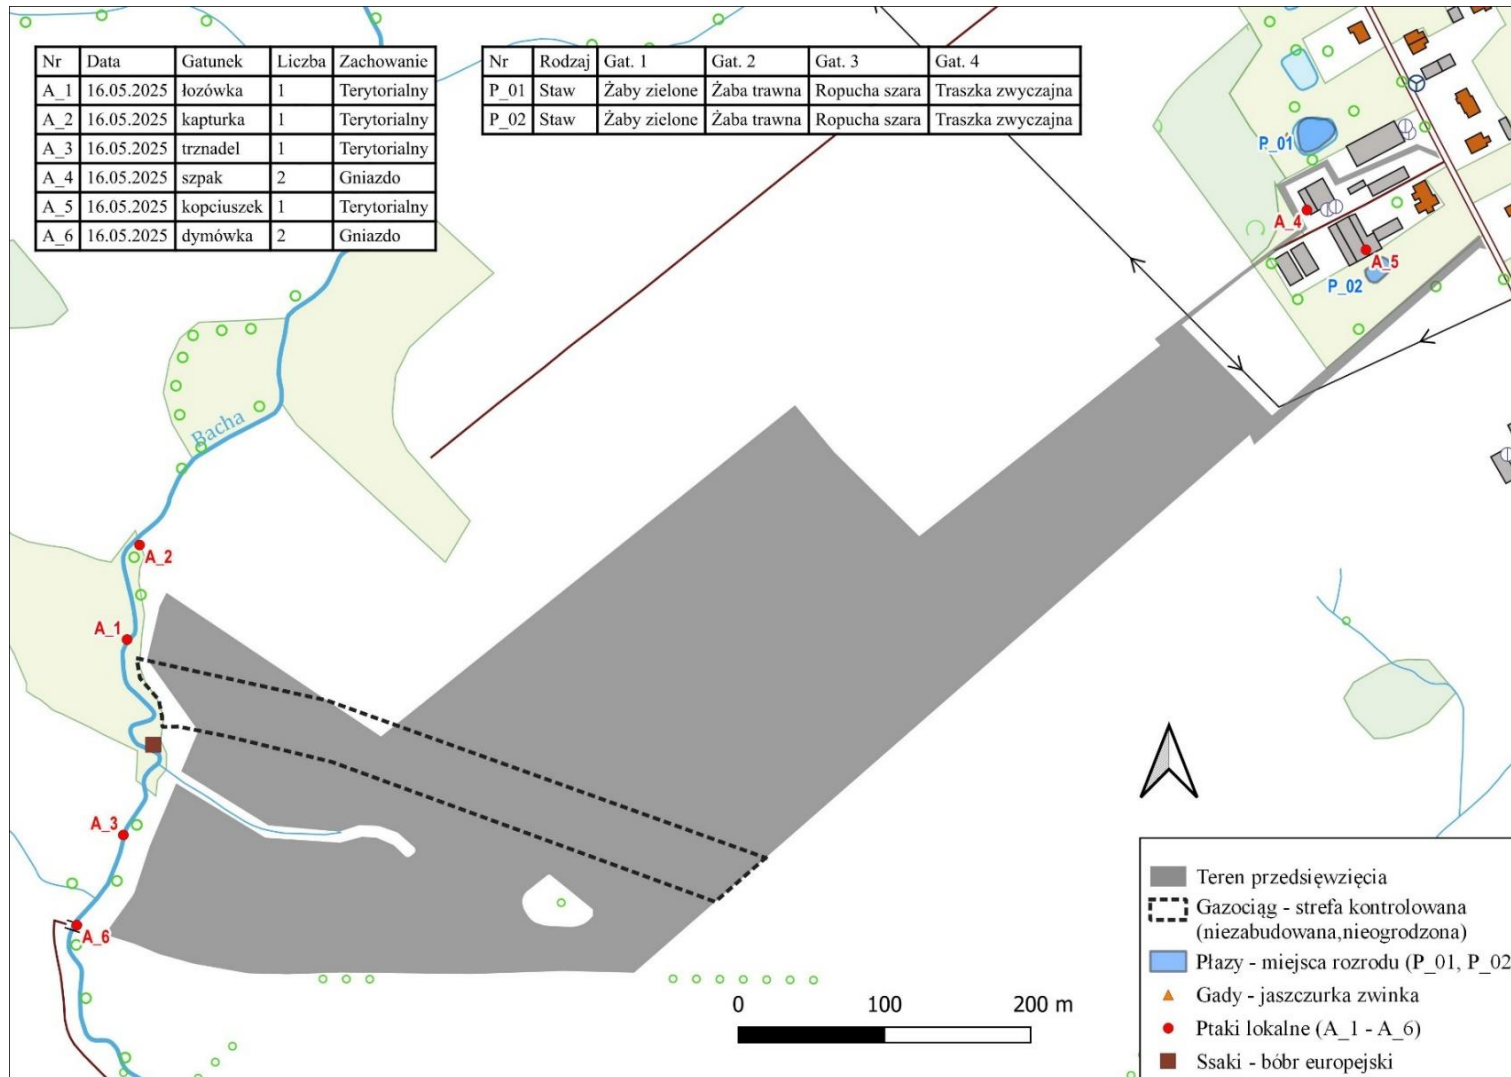 Nr Data Gatunek Liczba Zachowanie
A_1 16.05.2025 łozówka 1 Terytorialny
A_2 16.05.2025 kapturka 1 Terytorialny
A_3 16.05.2025 trznadel 1 Terytorialny
A_4 16.05.2025 szpak 2 Gniazdo
A_5 16.05.2025 kopciuszek 1 Terytorialny
A_6 16.05.2025 dymówka 2 Gniazdo
Nr Rodzaj Gat. 1 Gat. 2 Gat. 3 Gat. 4
P_01 Staw Żaby zielone Żaba trawna Ropucha szara Traszka zwyczajna
P_02 Staw Żaby zielone Żaba trawna Ropucha szara Traszka zwyczajna
P_01
A_4
A_5
P_02
Bacha
A_2
A_1
A_3
A_6
0 100 200 m
Teren przedsięwzięcia
Gazociąg - strefa kontrolowana
(niezabudowana,nieogrodzona)
Płazy - miejsca rozrodu (P_01, P_02
Gady - jaszczurka zwinka
Ptaki lokalne (A_1 - A_6)
Ssaki - bóbr europejski